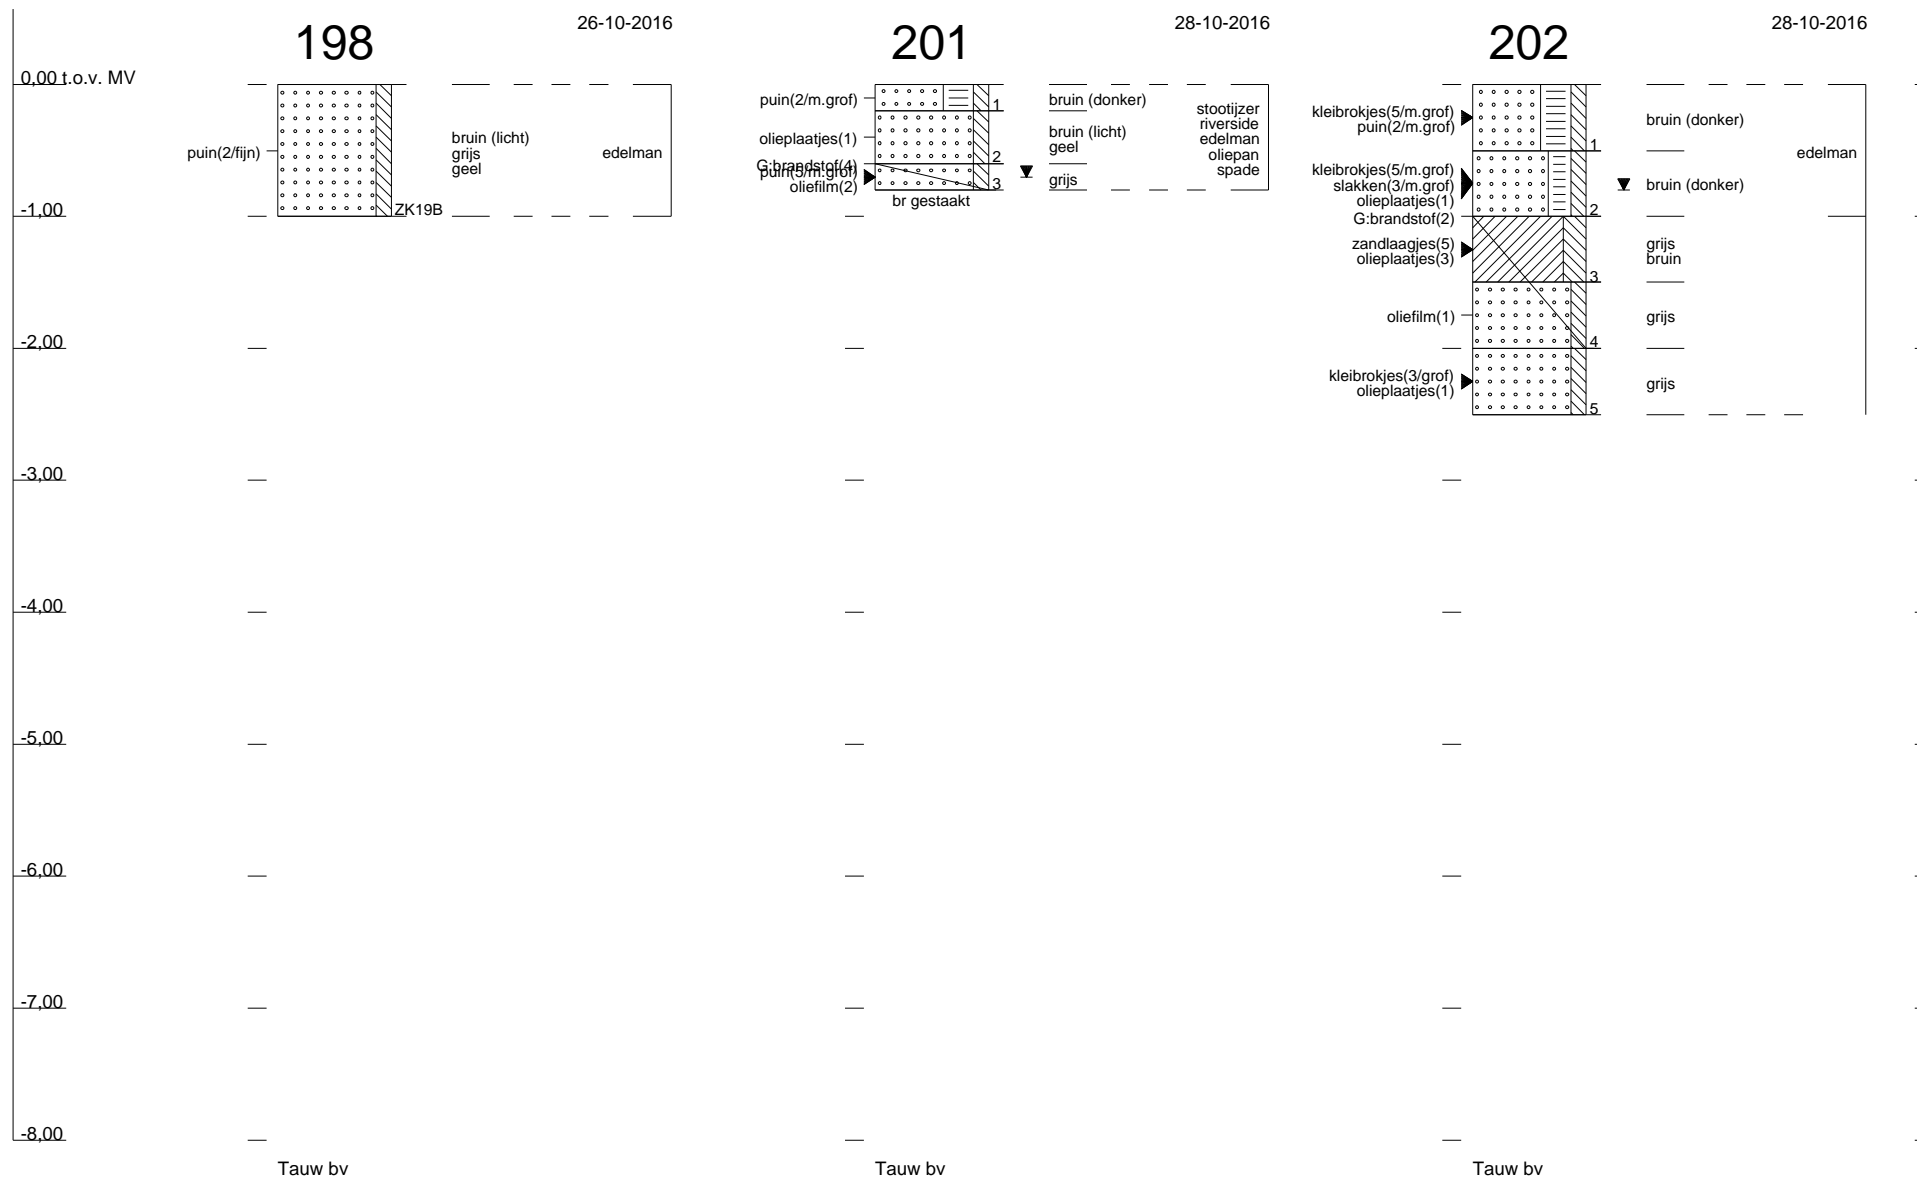 198
26-10-2016
201
28-10-2016
202
28-10-2016
0,00 t.o.v. MV
-1,00
-2,00
-3,00
-4,00
-5,00
-6,00
-7,00
-8,00
puin(2/fijn)
bruin (licht)
grijs
geel
edelman
ZK19B
puin(2/m.grof)
olieplaatjes(1)
G:brandstof(4)
puin(5/m.grof)
oliefilm(2)
1
2
3
br gestaakt
bruin (donker)
bruin (licht)
geel
grijs
stootijzer
riverside
edelman
oliepan
spade
kleibrokjes(5/m.grof)
puin(2/m.grof)
kleibrokjes(5/m.grof)
slakken(3/m.grof)
olieplaatjes(1)
G:brandstof(2)
zandlaagjes(5)
olieplaatjes(3)
oliefilm(1)
kleibrokjes(3/grof)
olieplaatjes(1)
1
2
3
4
5
bruin (donker)
bruin (donker)
grijs
bruin
grijs
grijs
edelman
Tauw bv
Tauw bv
Tauw bv